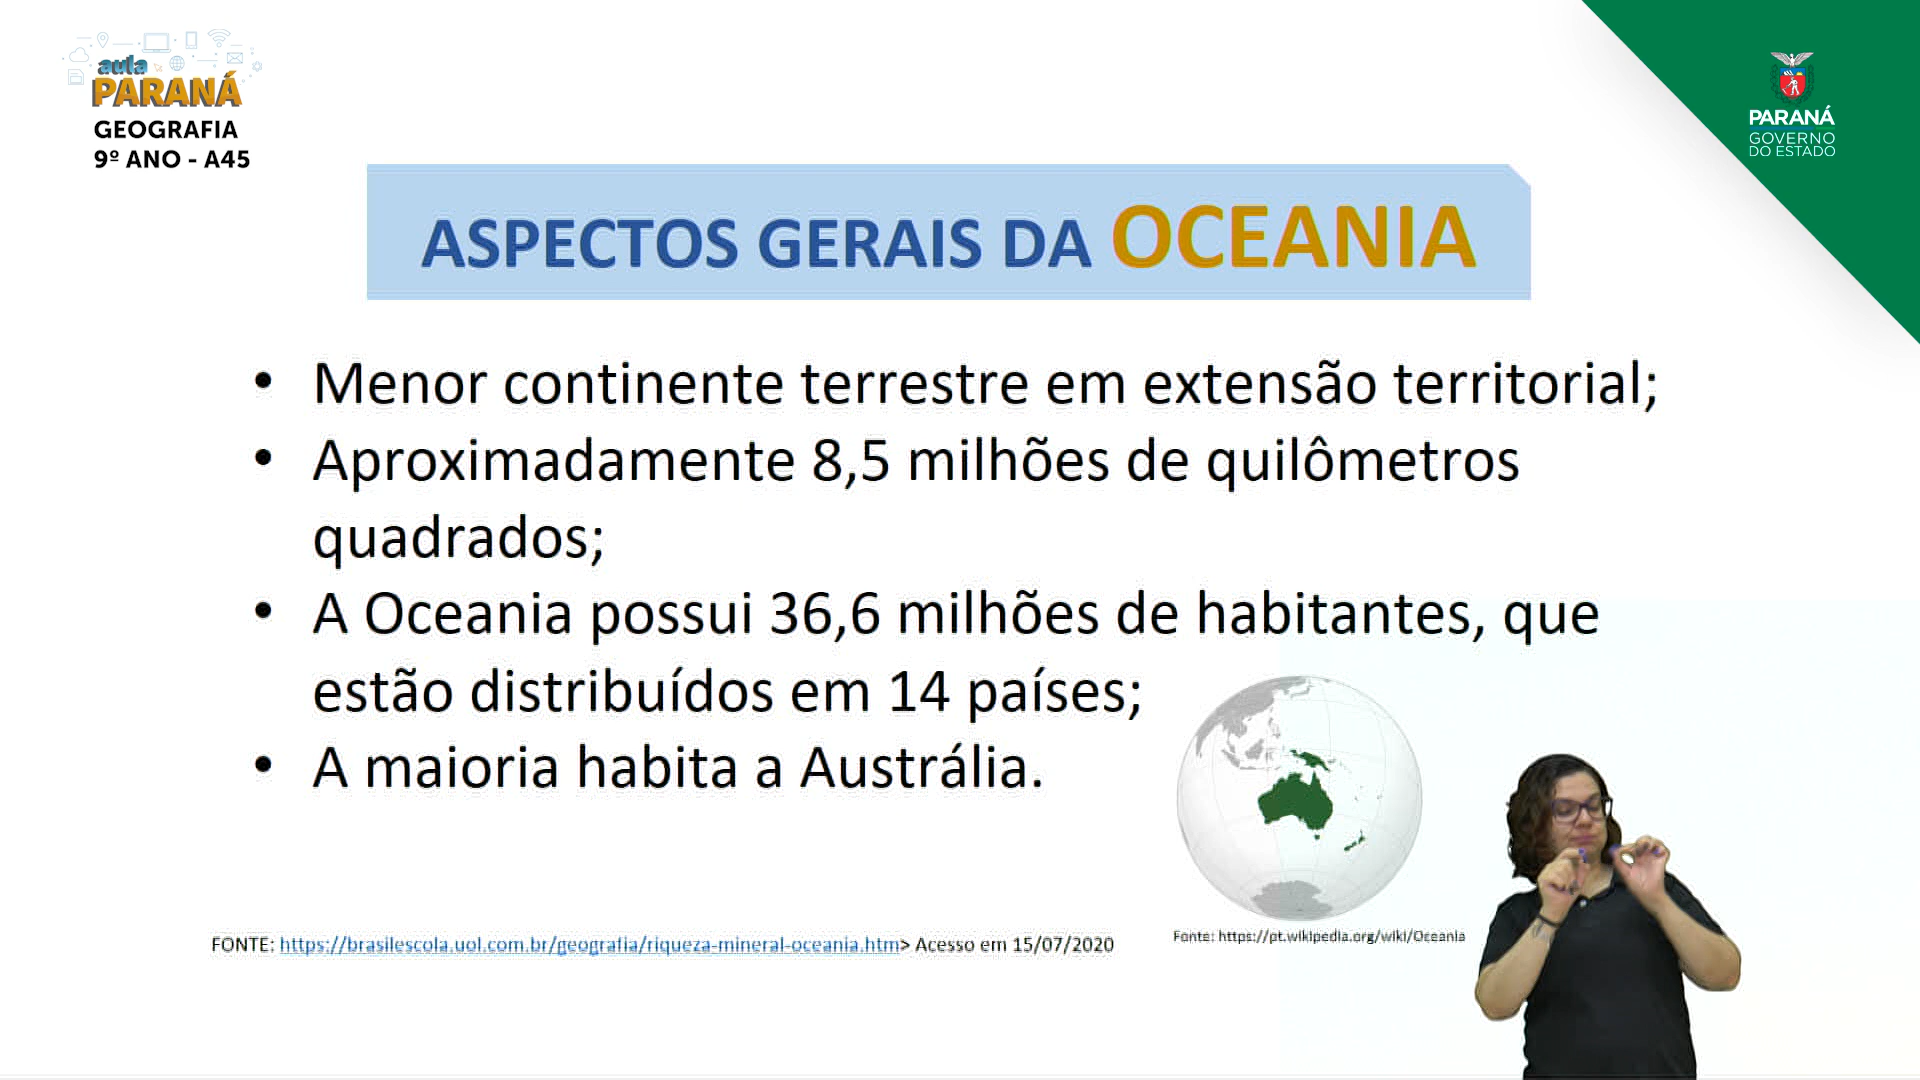 aula
PARANÁ
GEOGRAFIA
9º ANO - A45
PARANÁ
GOVERNO
DO ESTADO
ASPECTOS GERAIS DA OCEANIA
• Menor continente terrestre em extensão territorial;
• Aproximadamente 8,5 milhões de quilômetros
quadrados;
• A Oceania possui 36,6 milhões de habitantes, que
estão distribuídos em 14 países;
• A maioria habita a Austrália.
FONTE: https://brasilescola.uol.com.br/geografia/riqueza-mineral-oceania.htm> Acesso em 15/07/2020
Fonte: https://pt.wikipedia.org/wiki/Oceania